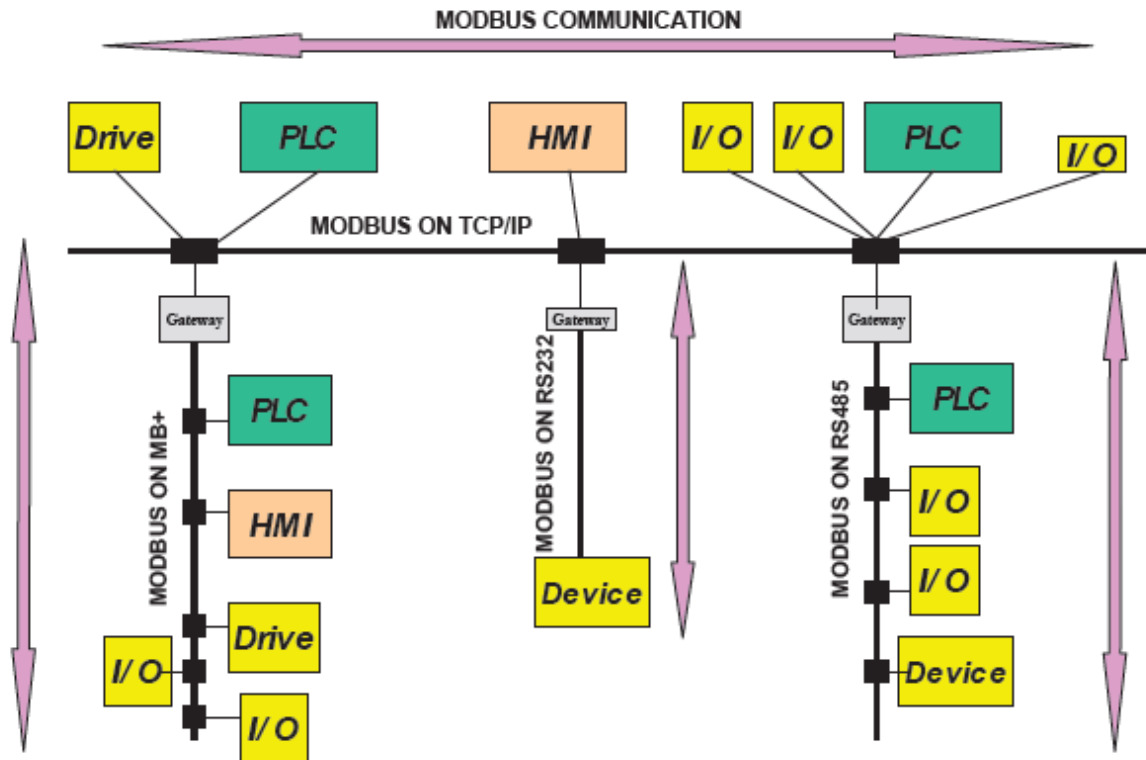 MODBUS COMMUNICATION
Drive
PLC
HMI
I/O
I/O
PLC
I/O
MODBUS ON TCP/IP
Gateway
Gateway
Gateway
MODBUS ON MB+
PLC
HMI
Drive
I/O
I/O
MODBUS ON RS232
Device
MODBUS ON RS485
PLC
I/O
I/O
Device